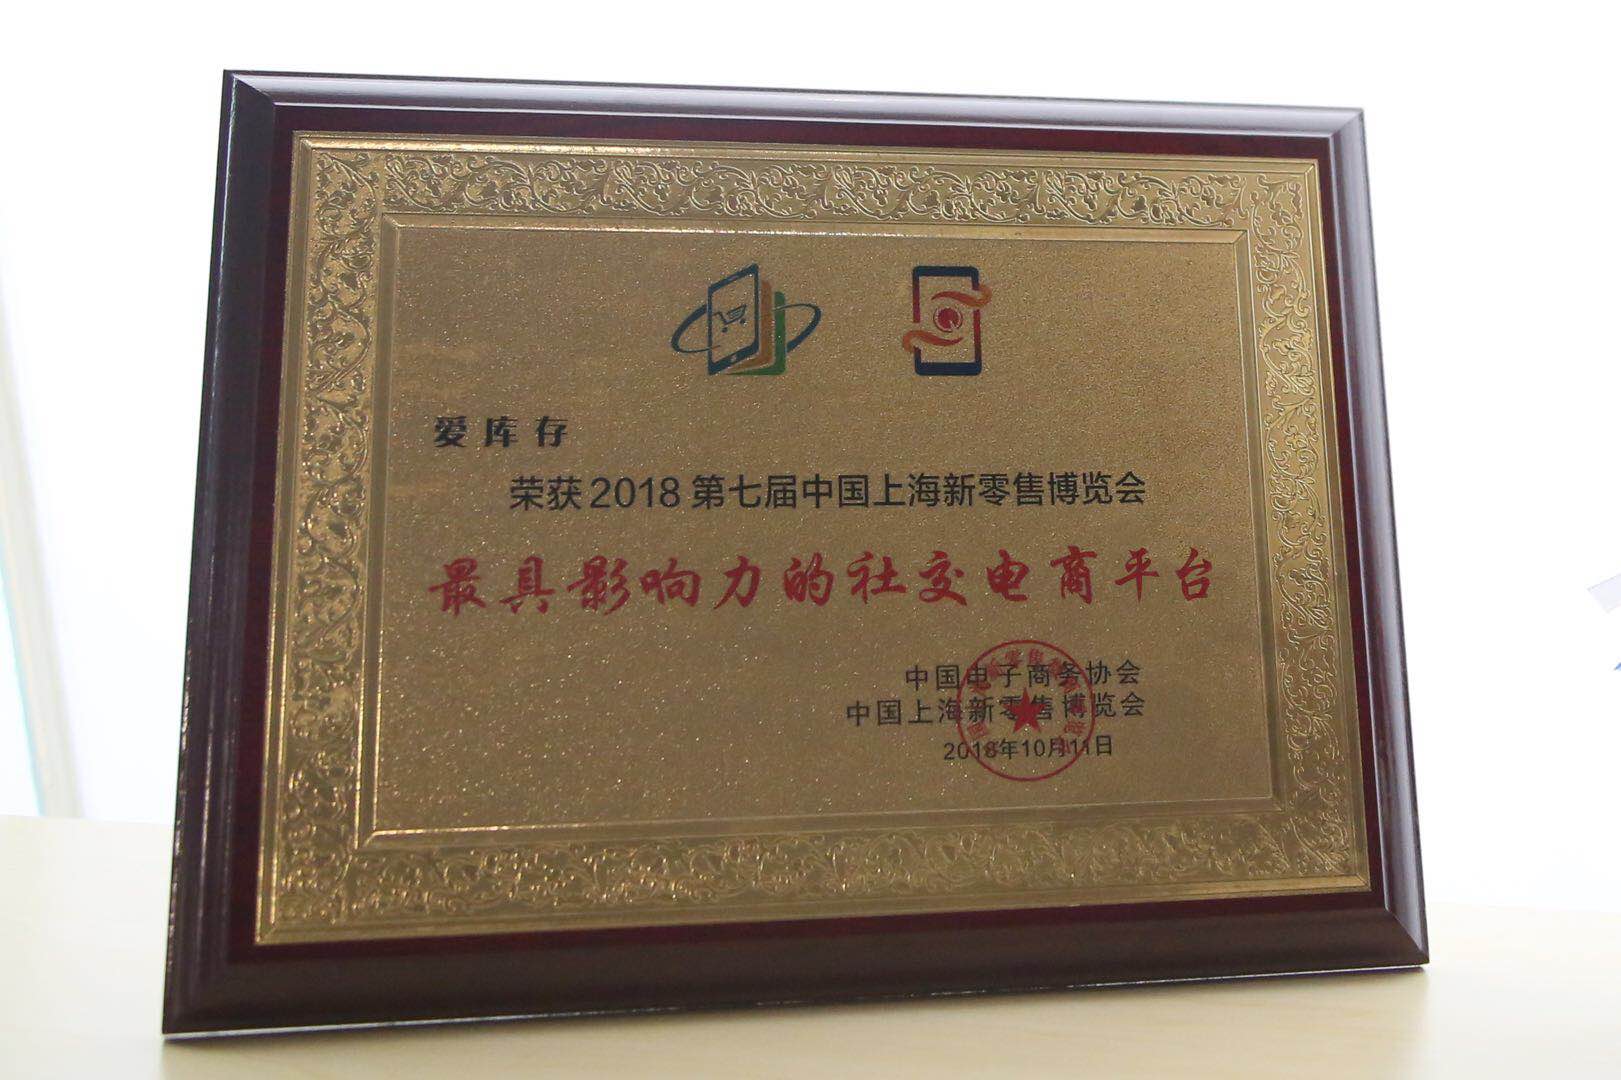 爱库存
荣获2018第七届中国上海新零售博览会
最具影响力的社交电商平台
中国电子商务协会
中国上海新零售博览会
2018年10月11日